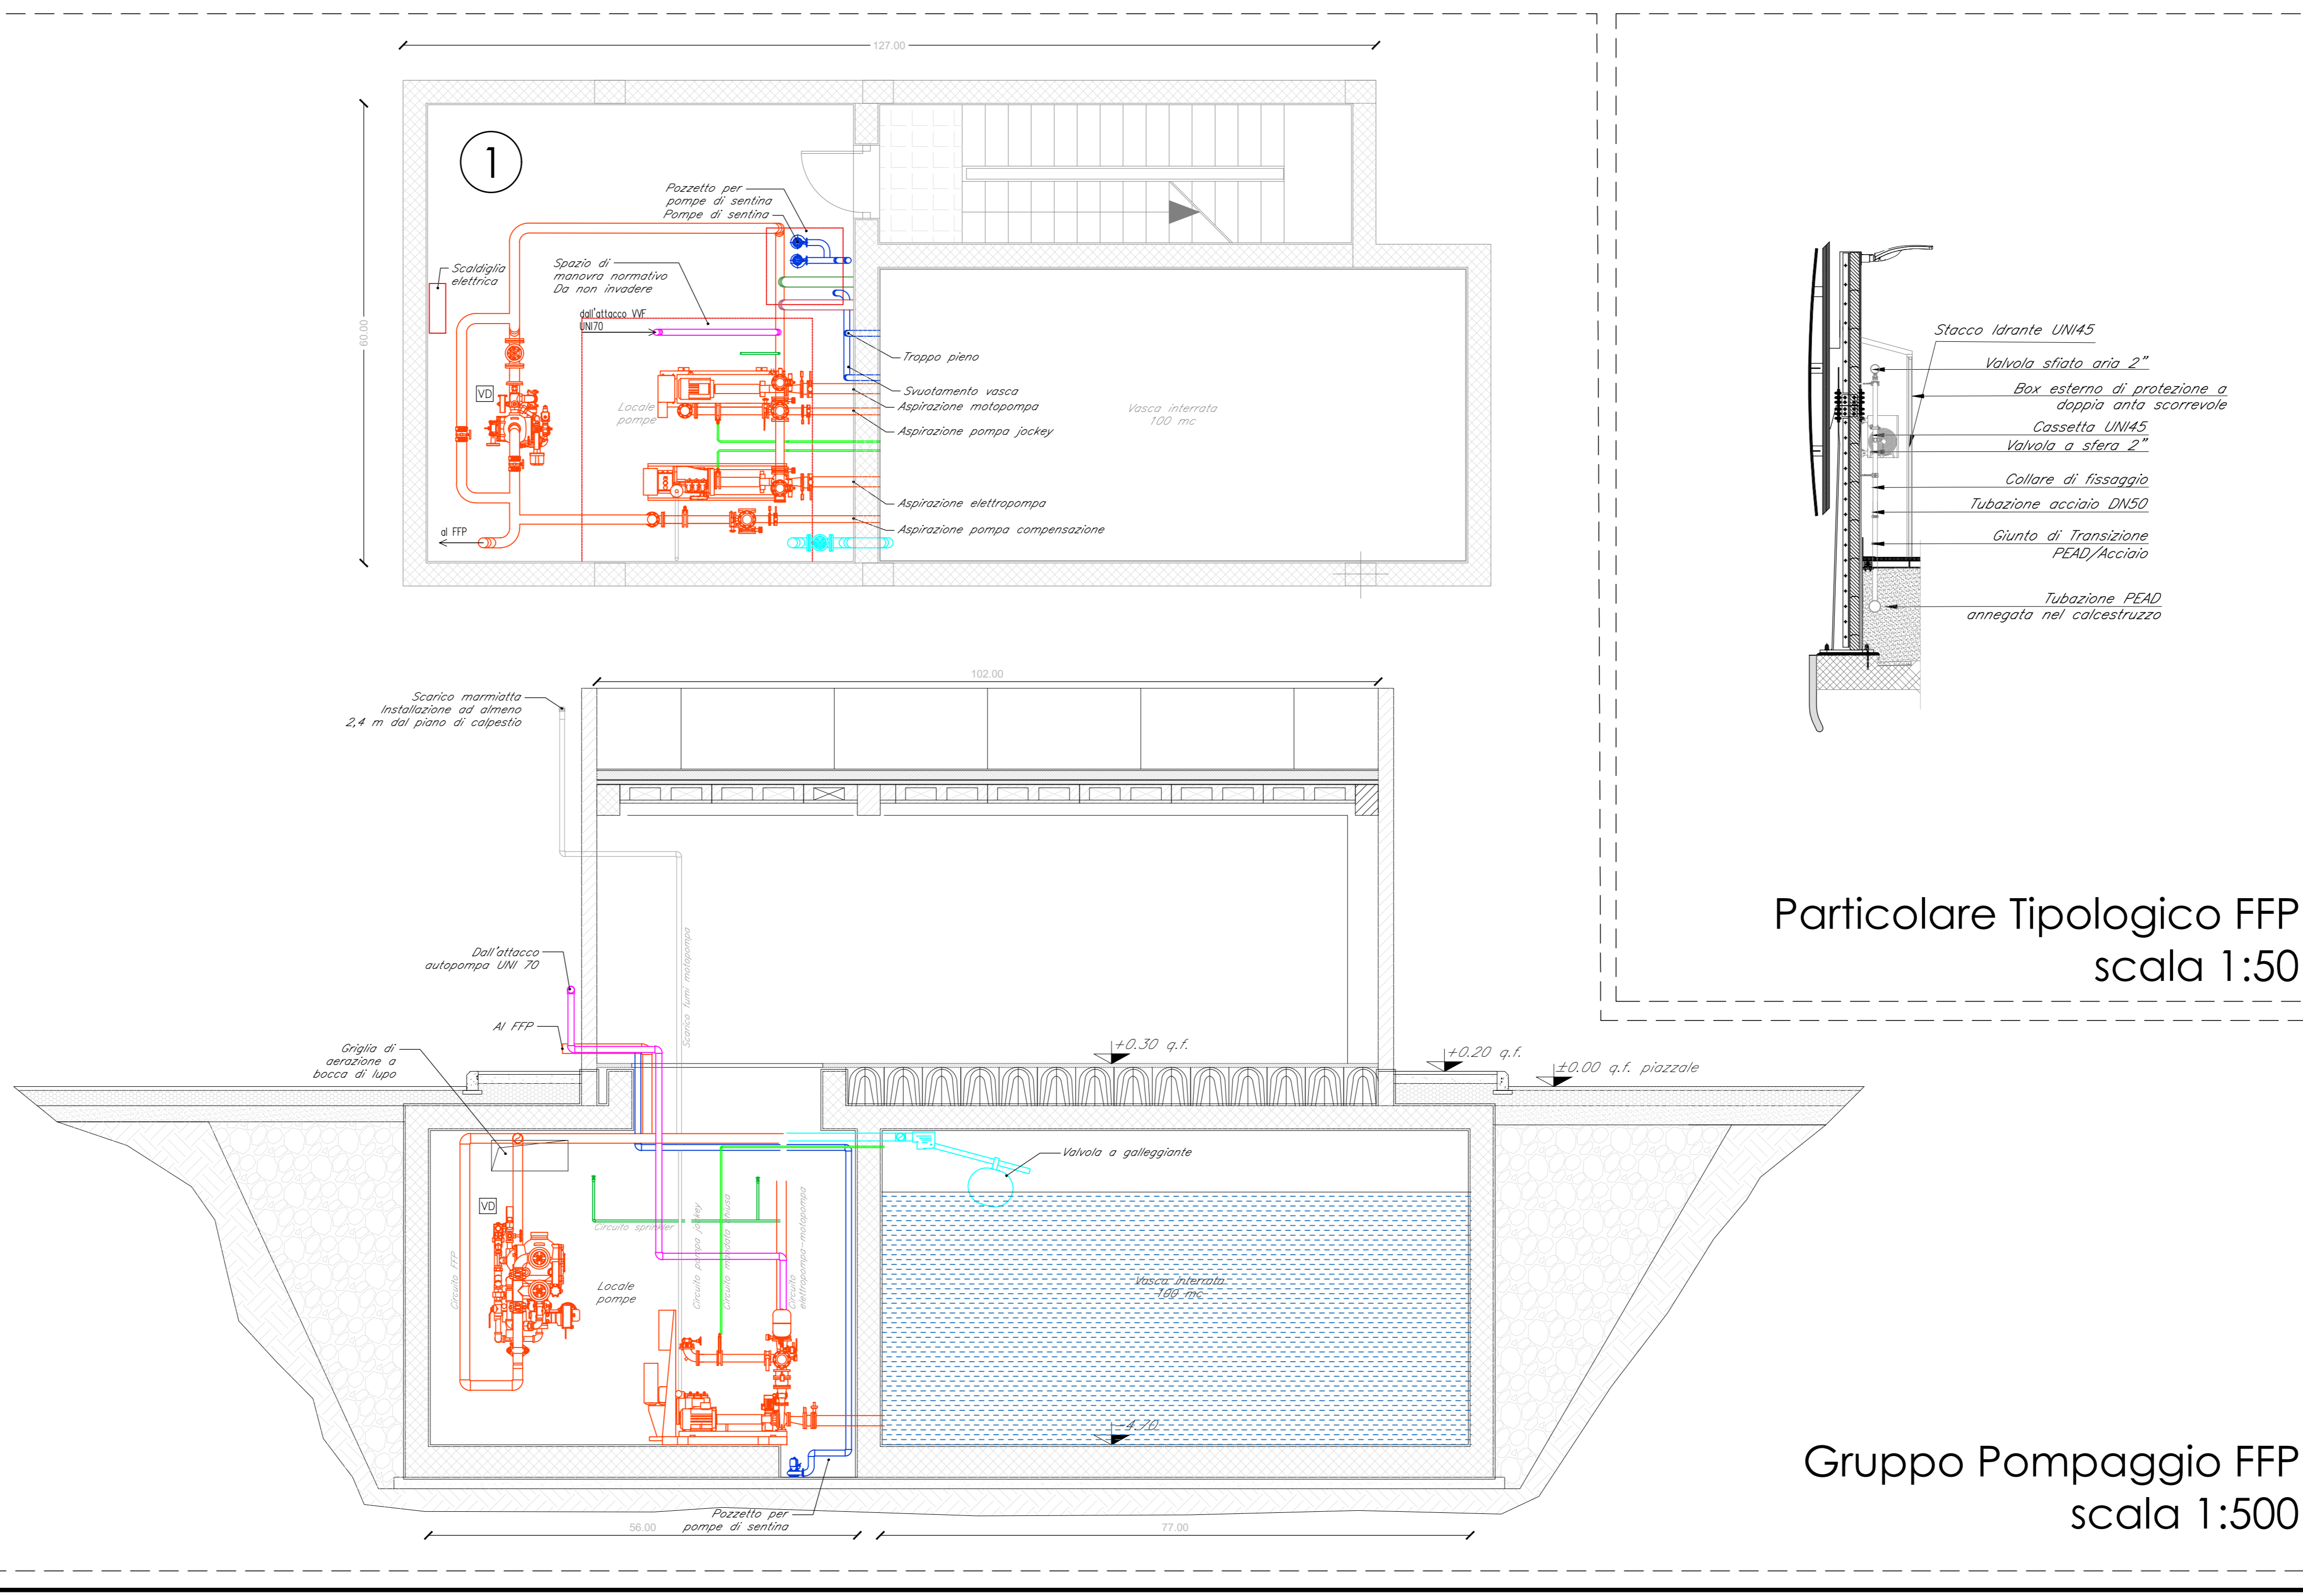 127.00
60.00
1
Pozzetto per
pompe di sentina
Pompe di sentina
Scaldiglia
elettrica
Spazio di
manovra normativo
Da non invadere
dall'attacco VVF
UNI70
VD
Locale
pompe
Troppo pieno
Svuotamento vasca
Aspirazione motopompa
Aspirazione pompa jockey
Vasca interrata
100 mc
Aspirazione elettropompa
Aspirazione pompa compensazione
al FFP
Stacco Idrante UNI45
Valvola sfiato aria 2"
Box esterno di protezione a
doppia anta scorrevole
Cassetta UNI45
Valvola a sfera 2"
Collare di fissaggio
Tubazione acciaio DN50
Giunto di Transizione
PEAD/Acciaio
Tubazione PEAD
annegata nel calcestruzzo
Particolare Tipologico FFP
scala 1:50
102.00
Scarico marmiatta
Installazione ad almeno
2,4 m dal piano di calpestio
Scarico fumi motopompa
Dall'attacco
autopompa UNI 70
Al FFP
Griglia di
aerazione a
bocca di lupo
+0.30 q.f.
+0.20 q.f.
±0.00 q.f. piazzale
Valvola a galleggiante
VD
Circuito sprinkler
Circuito FFP
Locale
pompe
Circuito pompa jockey
Circuito mandata chiusa
Circuito
elettropompa-motopompa
Vasca interrata
100 mc
-4.70
Pozzetto per
pompe di sentina
56.00
77.00
Gruppo Pompaggio FFP
scala 1:500